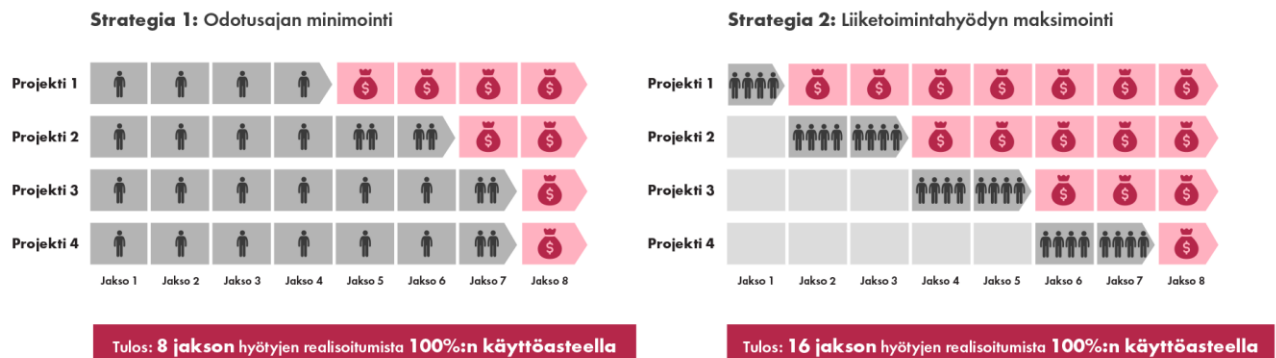 Strategia 1: Odotusajan minimointi
Projekti 1
$ $ $ $
Projekti 2
$ $
Projekti 3
$
Projekti 4
$
Jakso 1 Jakso 2 Jakso 3 Jakso 4 Jakso 5 Jakso 6 Jakso 7 Jakso 8
Tulos: 8 jakson hyötyjen realisoitumista 100%:n käyttöasteella
Strategia 2: Liiketoimintahyödyn maksimointi
Projekti 1
$ $ $ $ $ $ $
Projekti 2
$ $ $ $ $
Projekti 3
$ $ $
Projekti 4
$
Jakso 1 Jakso 2 Jakso 3 Jakso 4 Jakso 5 Jakso 6 Jakso 7 Jakso 8
Tulos: 16 jakson hyötyjen realisoitumista 100%:n käyttöasteella